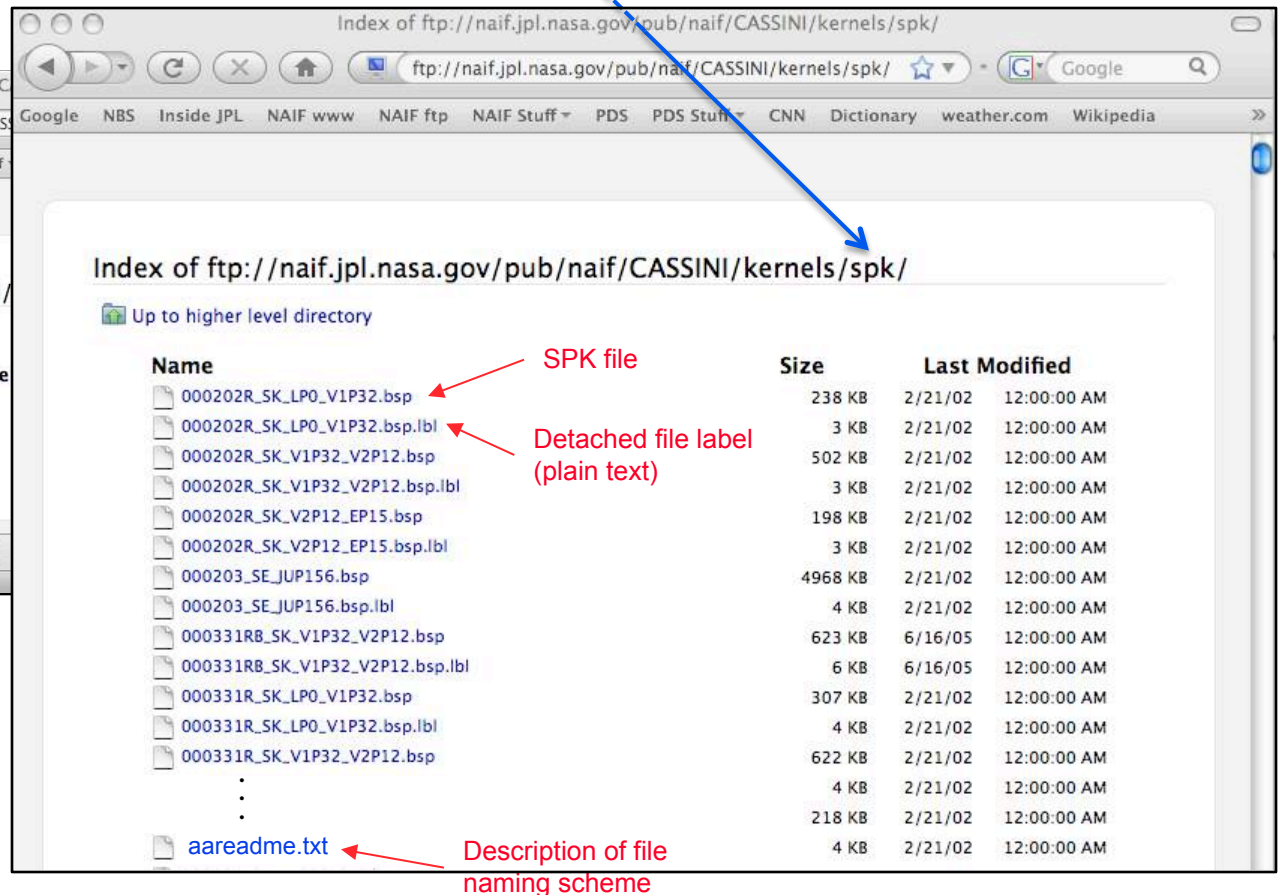 Index of ftp://naif.jpl.nasa.gov/pub/naif/CASSINI/kernels/spk/
ftp://naif.jpl.nasa.gov/pub/naif/CASSINI/kernels/spk/ G Google
Google NBS Inside JPL NAIF www NAIF ftp NAIF Stuff PDS PDS Stuff CNN Dictionary weather.com Wikipedia »
Index of ftp://naif.jpl.nasa.gov/pub/naif/CASSINI/kernels/spk/
Up to higher level directory
Name Size Last Modified
SPK file
000202R_SK_LP0_V1P32.bsp 238 KB 2/21/02 12:00:00 AM
000202R_SK_LP0_V1P32.bsp.lbl 3 KB 2/21/02 12:00:00 AM
Detached file label
(plain text)
000202R_SK_V1P32_V2P12.bsp 502 KB 2/21/02 12:00:00 AM
000202R_SK_V1P32_V2P12.bsp.lbl 3 KB 2/21/02 12:00:00 AM
000202R_SK_V2P12_EP15.bsp 198 KB 2/21/02 12:00:00 AM
000202R_SK_V2P12_EP15.bsp.lbl 3 KB 2/21/02 12:00:00 AM
000203_SE_JUP156.bsp 4968 KB 2/21/02 12:00:00 AM
000203_SE_JUP156.bsp.lbl 4 KB 2/21/02 12:00:00 AM
000331RB_SK_V1P32_V2P12.bsp 623 KB 6/16/05 12:00:00 AM
000331RB_SK_V1P32_V2P12.bsp.lbl 6 KB 6/16/05 12:00:00 AM
000331R_SK_LP0_V1P32.bsp 307 KB 2/21/02 12:00:00 AM
000331R_SK_LP0_V1P32.bsp.lbl 4 KB 2/21/02 12:00:00 AM
000331R_SK_V1P32_V2P12.bsp 622 KB 2/21/02 12:00:00 AM
. 4 KB 2/21/02 12:00:00 AM
. 218 KB 2/21/02 12:00:00 AM
.
aareadme.txt 4 KB 2/21/02 12:00:00 AM
Description of file
naming scheme